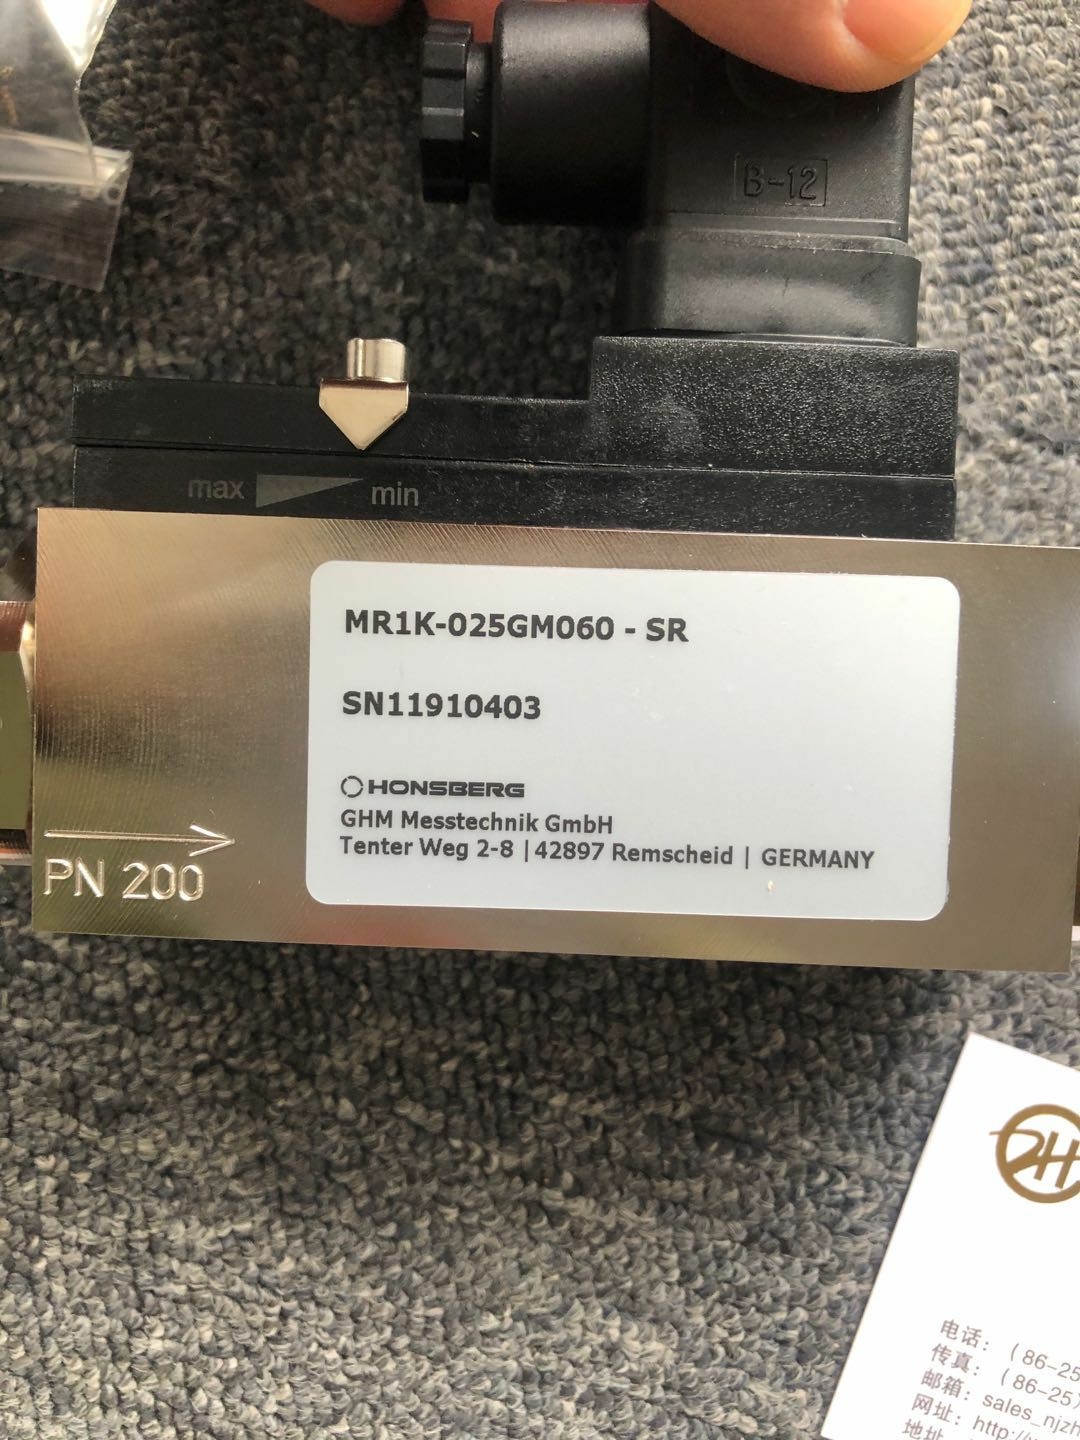 B-12
max min
MR1K-025GM060 - SR
SN11910403
HONSBERG
GHM Messtechnik GmbH
Tenter Weg 2-8 | 42897 Remscheid | GERMANY
PN 200
ZH
电话: (86-25
传真: (86-25)
邮箱: sales_njzh
网址: http://
地址: